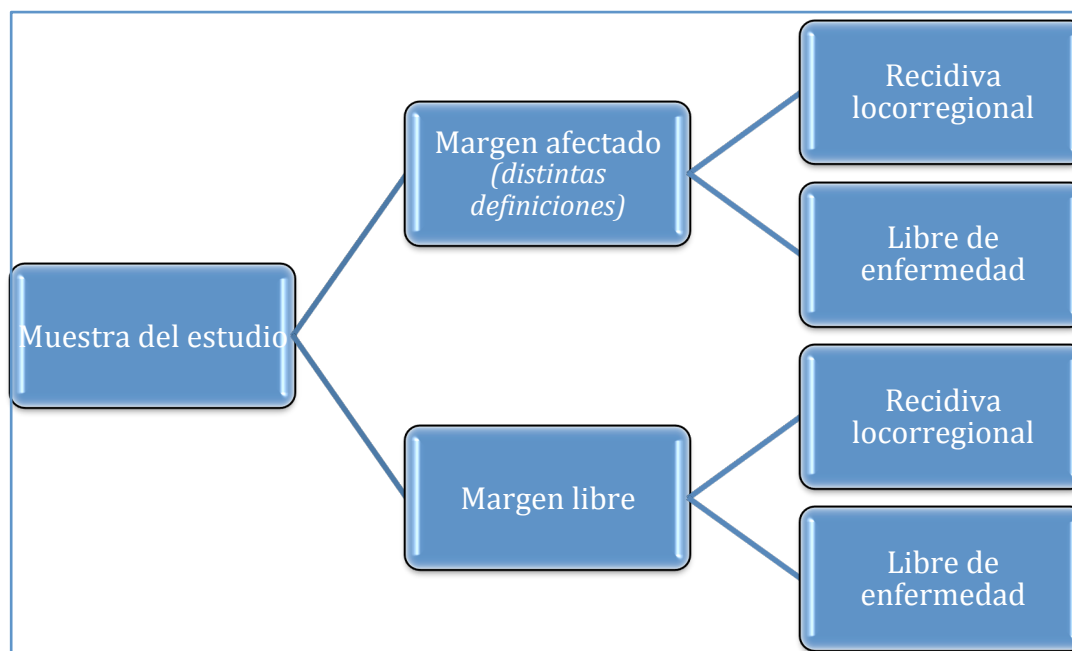 Muestra del estudio
Margen afectado
(distintas
definiciones)
Recidiva
locorregional
Libre de
enfermedad
Margen libre
Recidiva
locorregional
Libre de
enfermedad